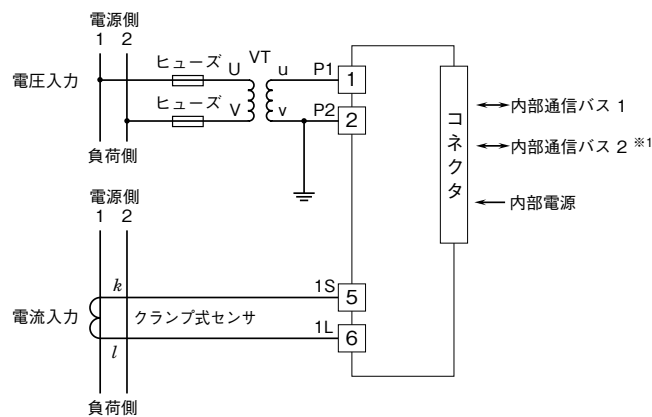 電源側
1 2
電圧入力
ヒューズ U VT u P1 1
ヒューズ V v P2 2
負荷側
電源側
1 2
電流入力
k 1S 5
クランプ式センサ
l 1L 6
負荷側
コネクタ
内部通信バス 1
内部通信バス 2 ※1
内部電源